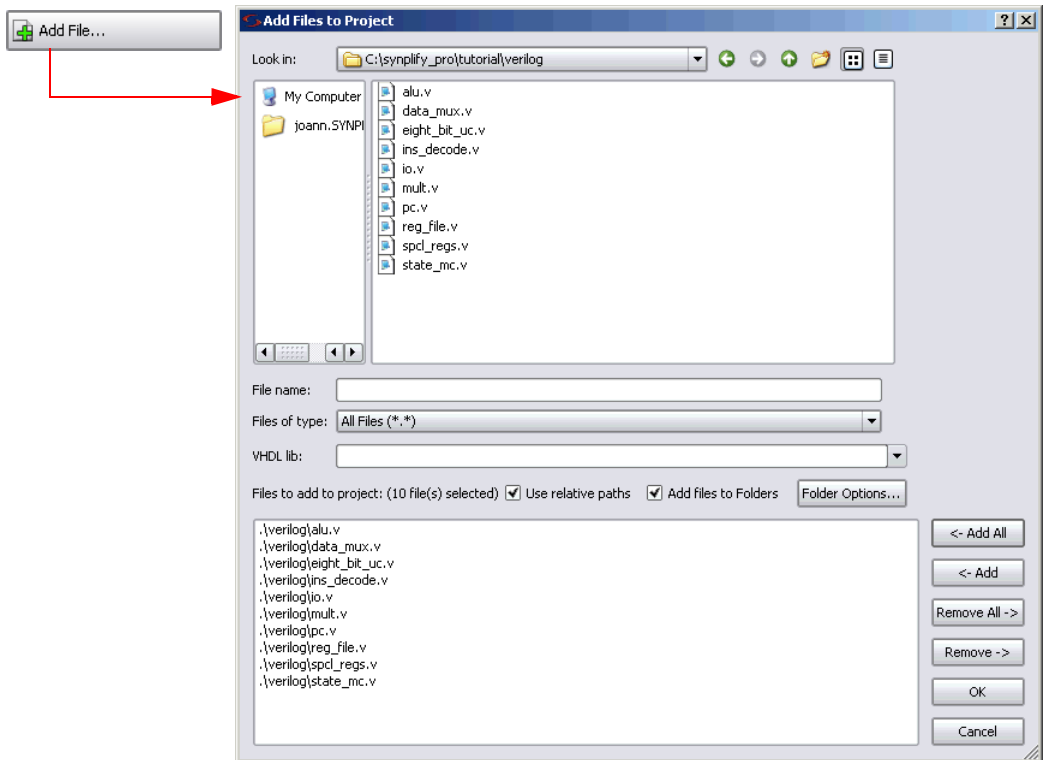 Add File...
Add Files to Project
Look in: C:\synplify_pro\tutorial\verilog
My Computer
joann.SYNPI
alu.v
data_mux.v
eight_bit_uc.v
ins_decode.v
io.v
mult.v
pc.v
reg_file.v
spcl_regs.v
state_mc.v
File name:
Files of type: All Files (*.*)
VHDL lib:
Files to add to project: (10 file(s) selected) Use relative paths Add files to Folders Folder Options...
.\verilog\alu.v
.\verilog\data_mux.v
.\verilog\eight_bit_uc.v
.\verilog\ins_decode.v
.\verilog\io.v
.\verilog\mult.v
.\verilog\pc.v
.\verilog\reg_file.v
.\verilog\spcl_regs.v
.\verilog\state_mc.v
<- Add All
<- Add
Remove All ->
Remove ->
OK
Cancel